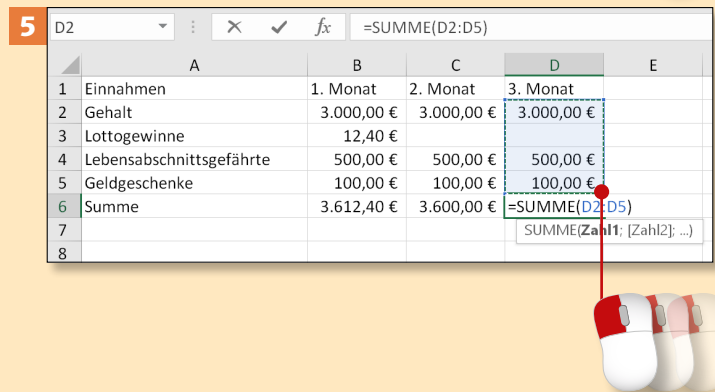 5 D2 fx =SUMME(D2:D5)
A B C D E
1 Einnahmen 1. Monat 2. Monat 3. Monat
2 Gehalt 3.000,00 € 3.000,00 € 3.000,00 €
3 Lottogewinne 12,40 €
4 Lebensabschnittsgefährte 500,00 € 500,00 € 500,00 €
5 Geldgeschenke 100,00 € 100,00 € 100,00 €
6 Summe 3.612,40 € 3.600,00 € =SUMME(D2:D5)
7 SUMME(Zahl1; [Zahl2]; ...)
8